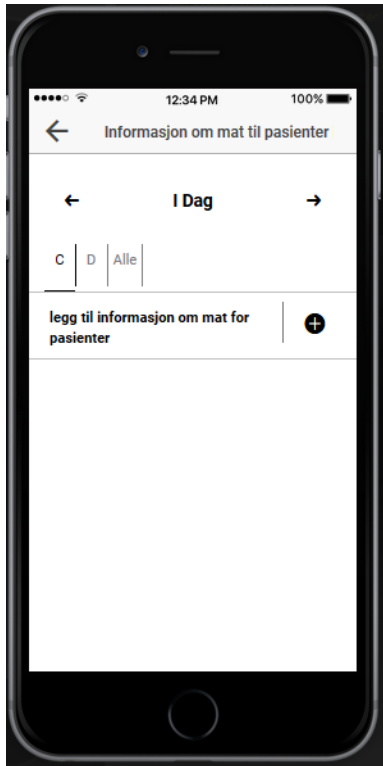 12:34 PM 100%
Informasjon om mat til pasienter
I Dag
C D Alle
legg til informasjon om mat for
pasienter